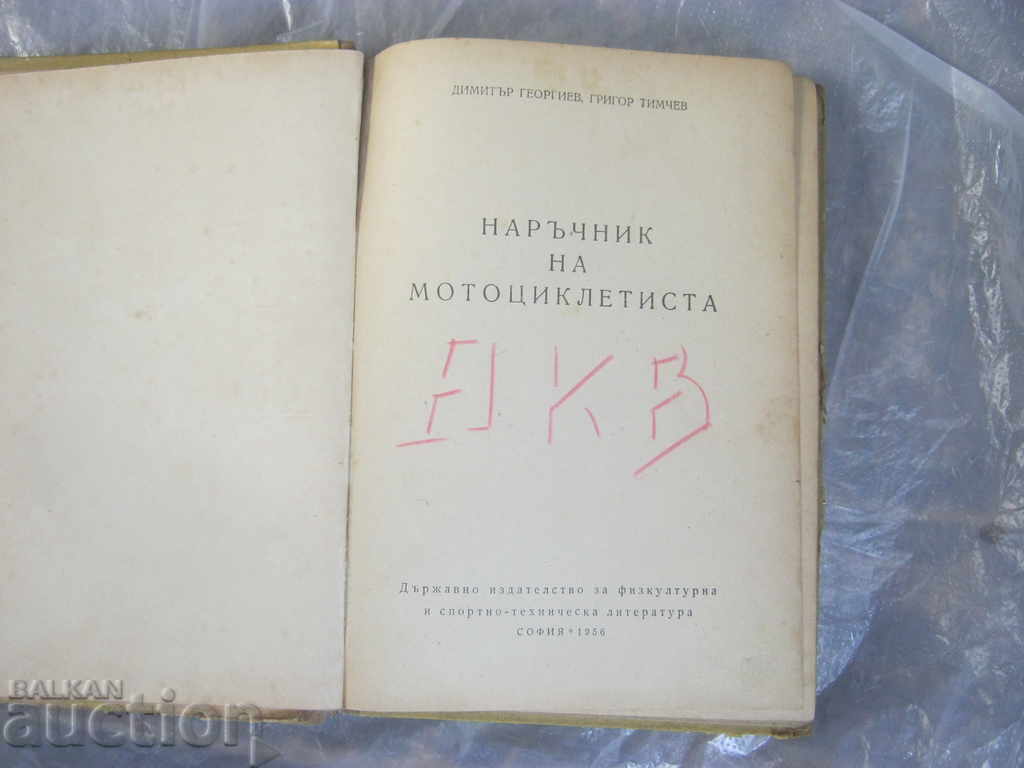 ДИМИТЪР ГЕОРГИЕВ, ГРИГОР ТИМЧЕВ
НАРЪЧНИК
НА
МОТОЦИКЛЕТИСТА
ДКВ
Държавно издателство за физкултурна
и спортно-техническа литература
СОФИЯ * 1956
BALKAN
auction